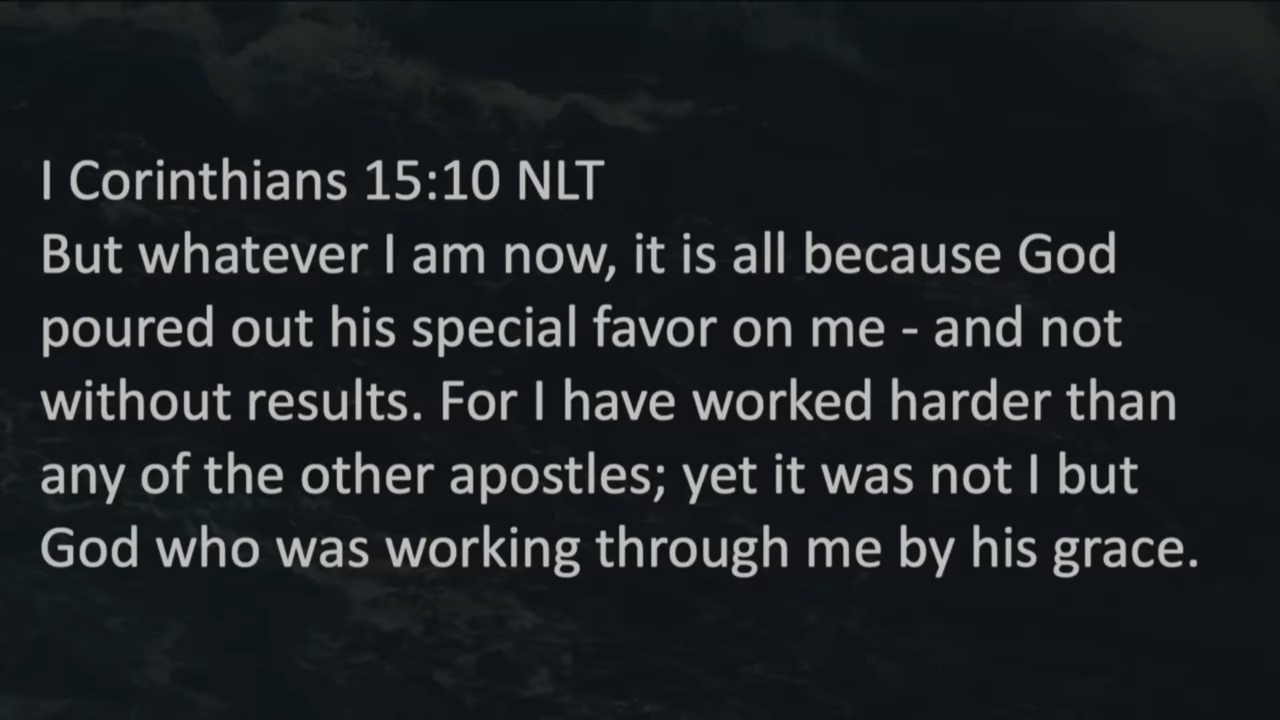 I Corinthians 15:10 NLT
But whatever I am now, it is all because God
poured out his special favor on me - and not
without results. For I have worked harder than
any of the other apostles; yet it was not I but
God who was working through me by his grace.